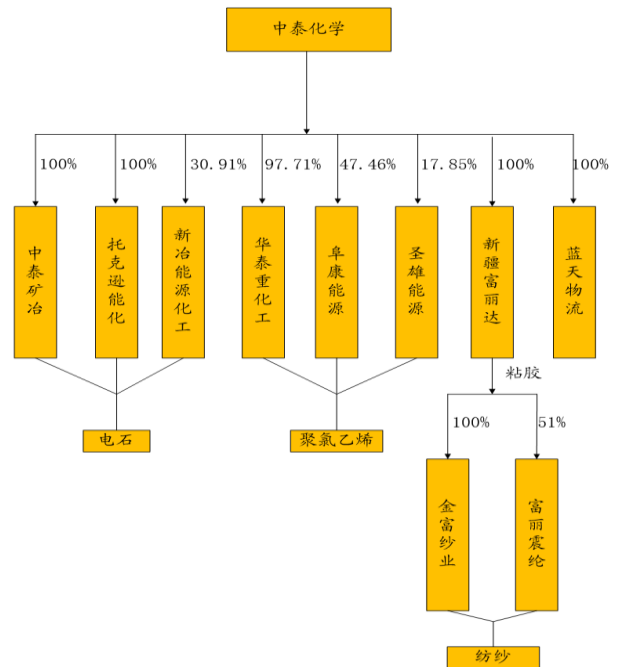 中泰化学
100%
100%
30.91%
97.71%
47.46%
17.85%
100%
100%
中泰矿冶
托克逊能化
新冶能源化工
华泰重化工
阜康能源
圣雄能源
新疆富丽达
蓝天物流
粘胶
电石
聚氯乙烯
100%
51%
金富纱业
富丽震纶
纺纱